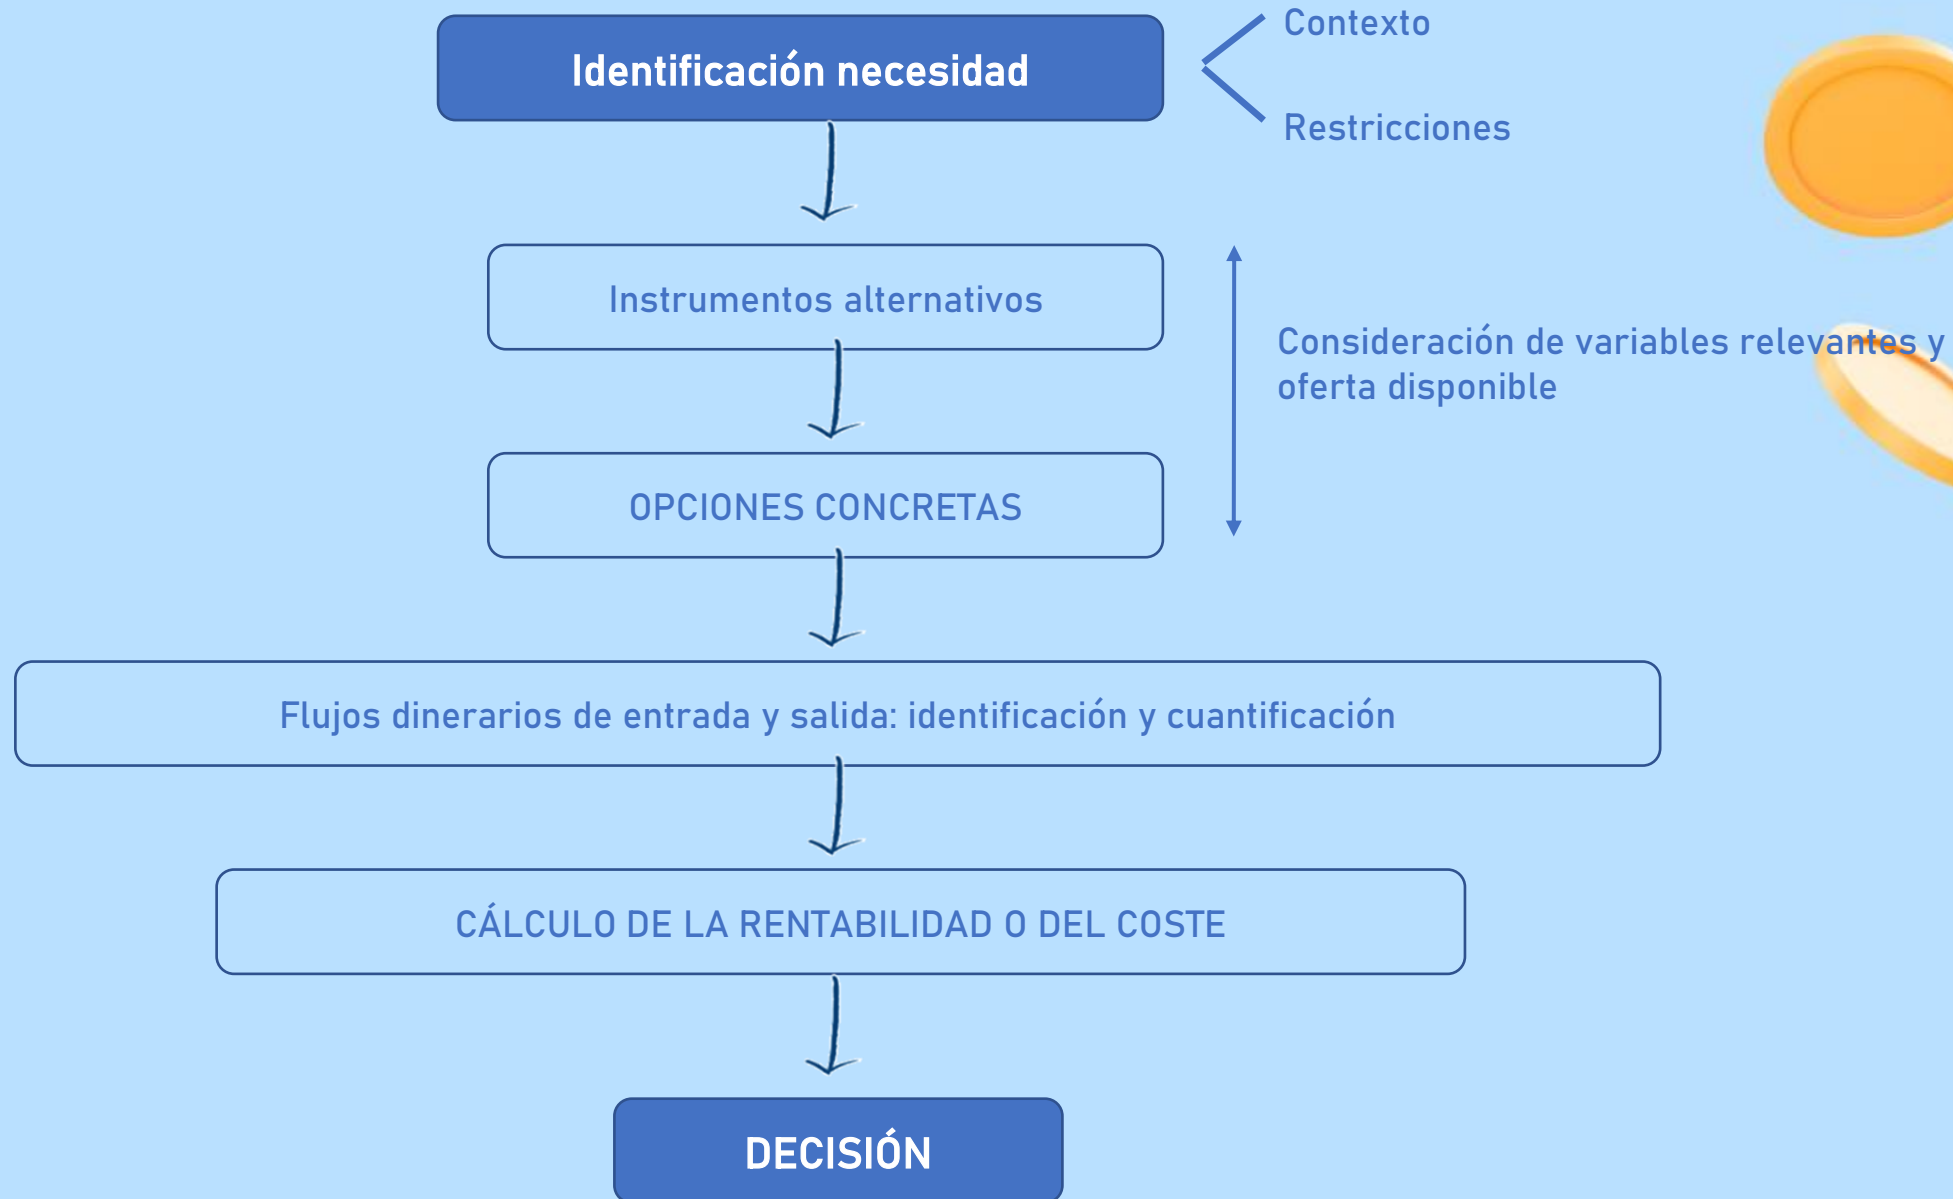 Identificación necesidad
Contexto
Restricciones
Instrumentos alternativos
Consideración de variables relevantes y
oferta disponible
OPCIONES CONCRETAS
Flujos dinerarios de entrada y salida: identificación y cuantificación
CÁLCULO DE LA RENTABILIDAD O DEL COSTE
DECISIÓN